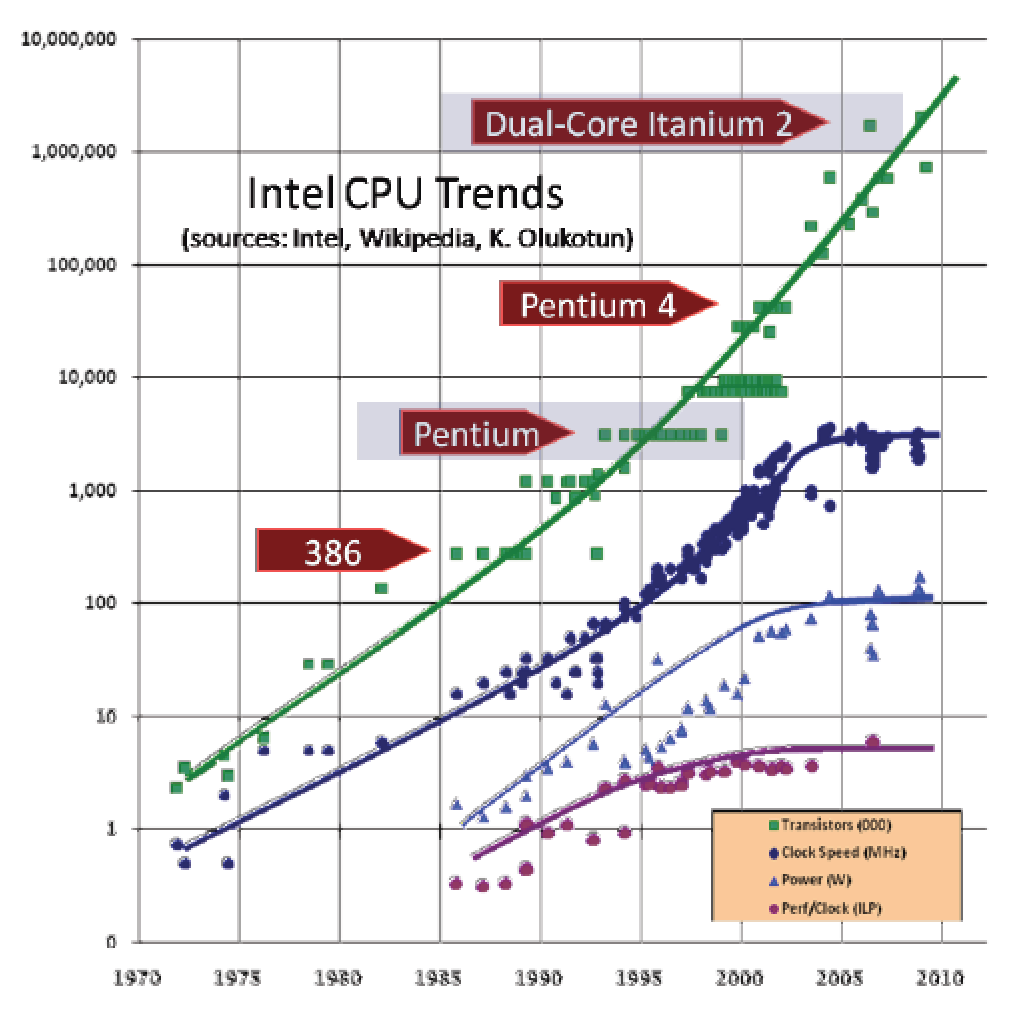 10,000,000
Dual-Core Itanium 2
1,000,000
Intel CPU Trends
(sources: Intel, Wikipedia, K. Olukotun)
100,000
Pentium 4
10,000
Pentium
1,000
386
100
10
1
Transistors (000)
Clock Speed (MHz)
Power (W)
Perf/Clock (ILP)
0
1970 1975 1980 1985 1990 1995 2000 2005 2010